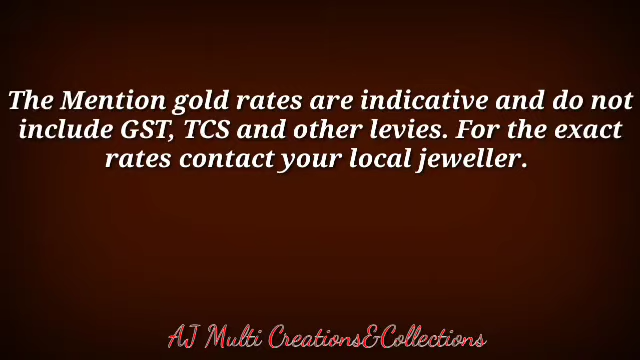 The Mention gold rates are indicative and do not
include GST, TCS and other levies. For the exact
rates contact your local jeweller.
AJ Multi Creations&Collections